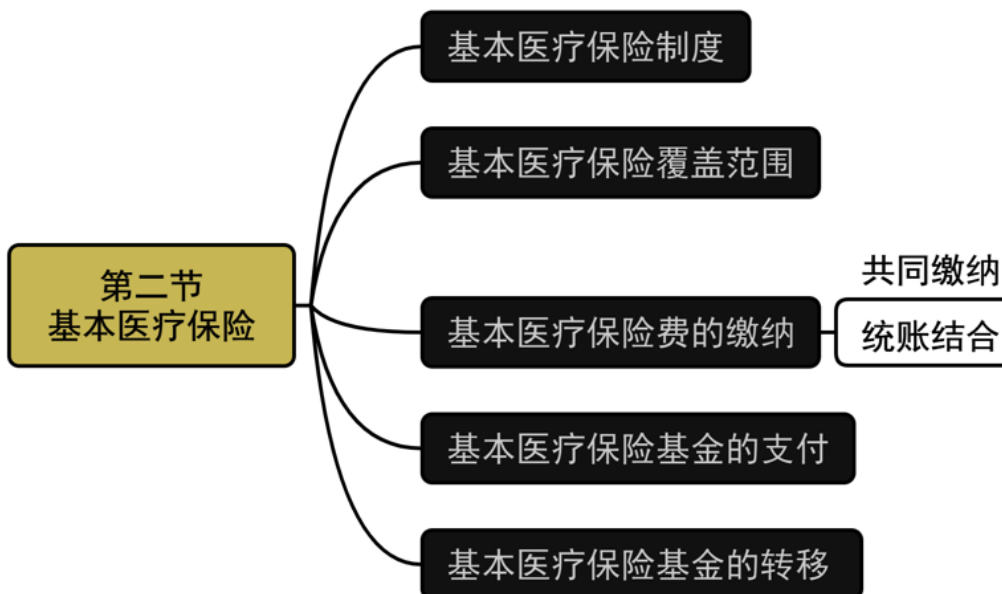 第二节
基本医疗保险
基本医疗保险制度
基本医疗保险覆盖范围
基本医疗保险费的缴纳
共同缴纳
统账结合
基本医疗保险基金的支付
基本医疗保险基金的转移